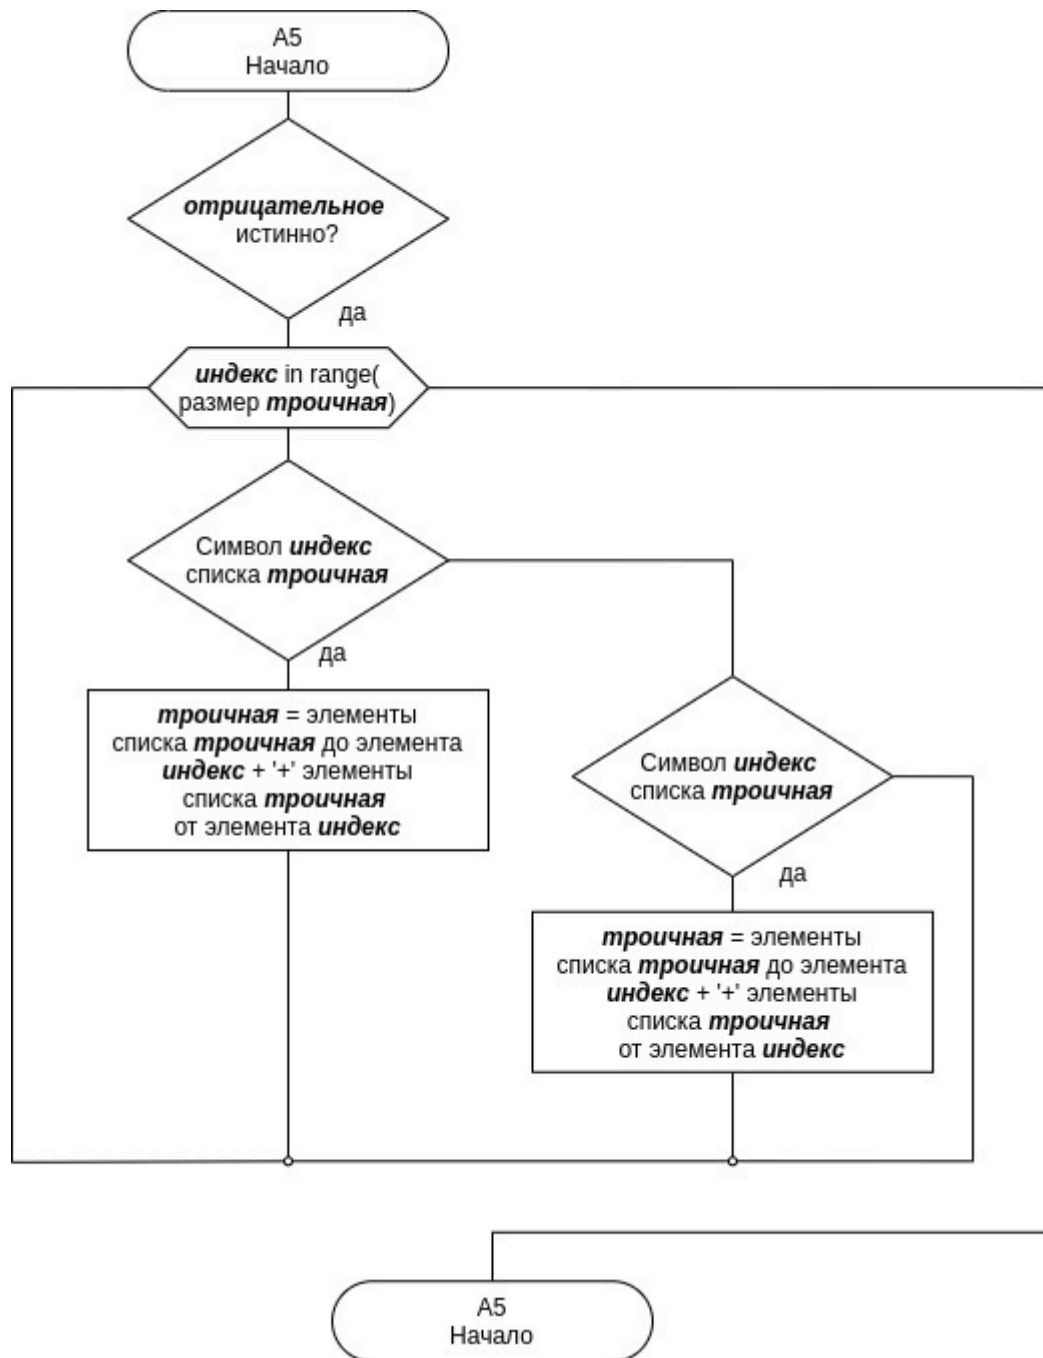 А5
Начало
отрицательное
истинно?
да
индекс in range(
размер троичная)
Символ индекс
списка троичная
да
троичная = элементы
списка троичная до элемента
индекс + '+' элементы
списка троичная
от элемента индекс
Символ индекс
списка троичная
да
троичная = элементы
списка троичная до элемента
индекс + '+' элементы
списка троичная
от элемента индекс
А5
Начало